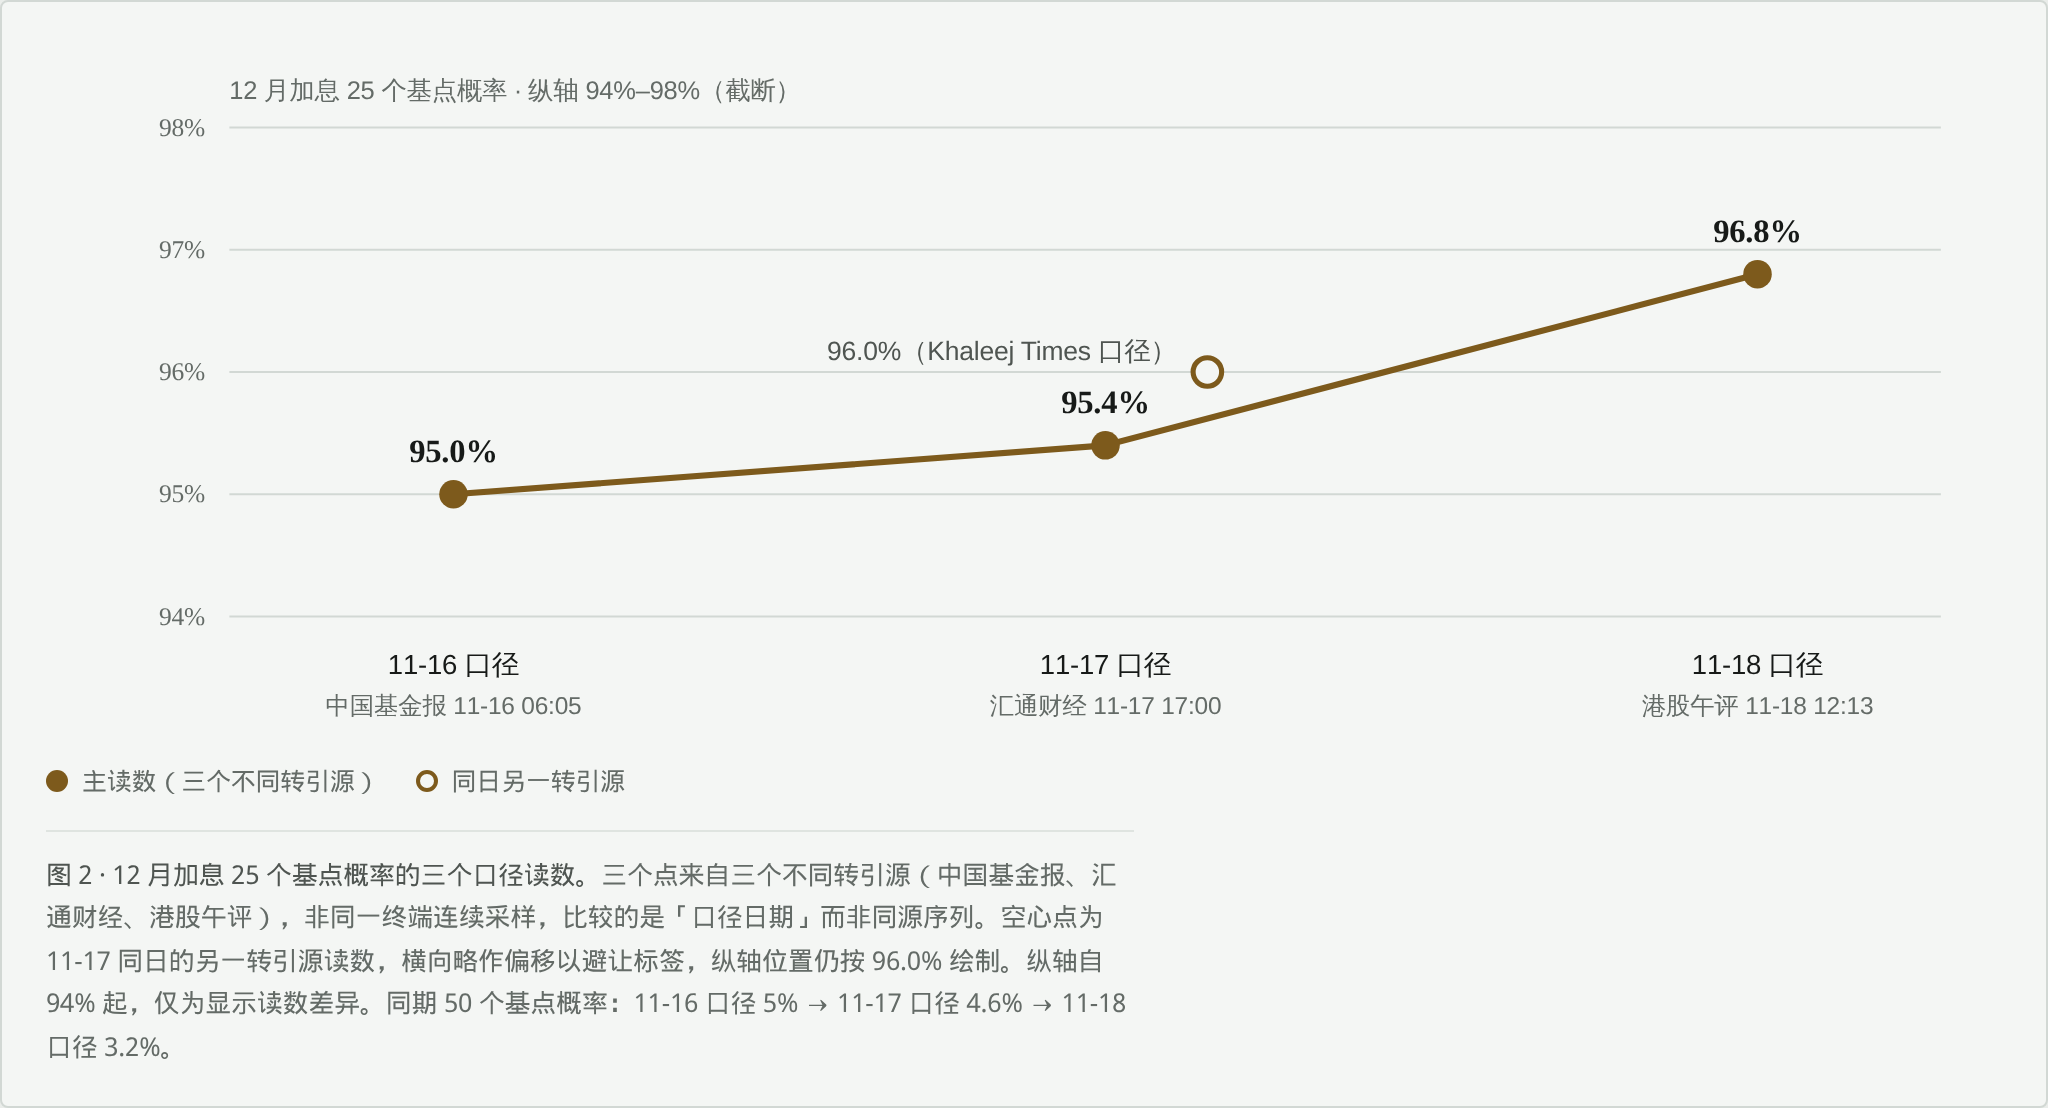 12 月加息 25 个基点概率 · 纵轴 94%–98%（截断）
98%
97%
96.8%
96.0%（Khaleej Times 口径）
96%
95.4%
95.0%
95%
94%
11-16 口径
11-17 口径
11-18 口径
中国基金报 11-16 06:05
汇通财经 11-17 17:00
港股午评 11-18 12:13
主读数（三个不同转引源）
同日另一转引源
图 2 · 12 月加息 25 个基点概率的三个口径读数。三个点来自三个不同转引源（中国基金报、汇
通财经、港股午评），非同一终端连续采样，比较的是「口径日期」而非同源序列。空心点为
11-17 同日的另一转引源读数，横向略作偏移以避让标签，纵轴位置仍按 96.0% 绘制。纵轴自
94% 起，仅为显示读数差异。同期 50 个基点概率：11-16 口径 5% → 11-17 口径 4.6% → 11-18
口径 3.2%。